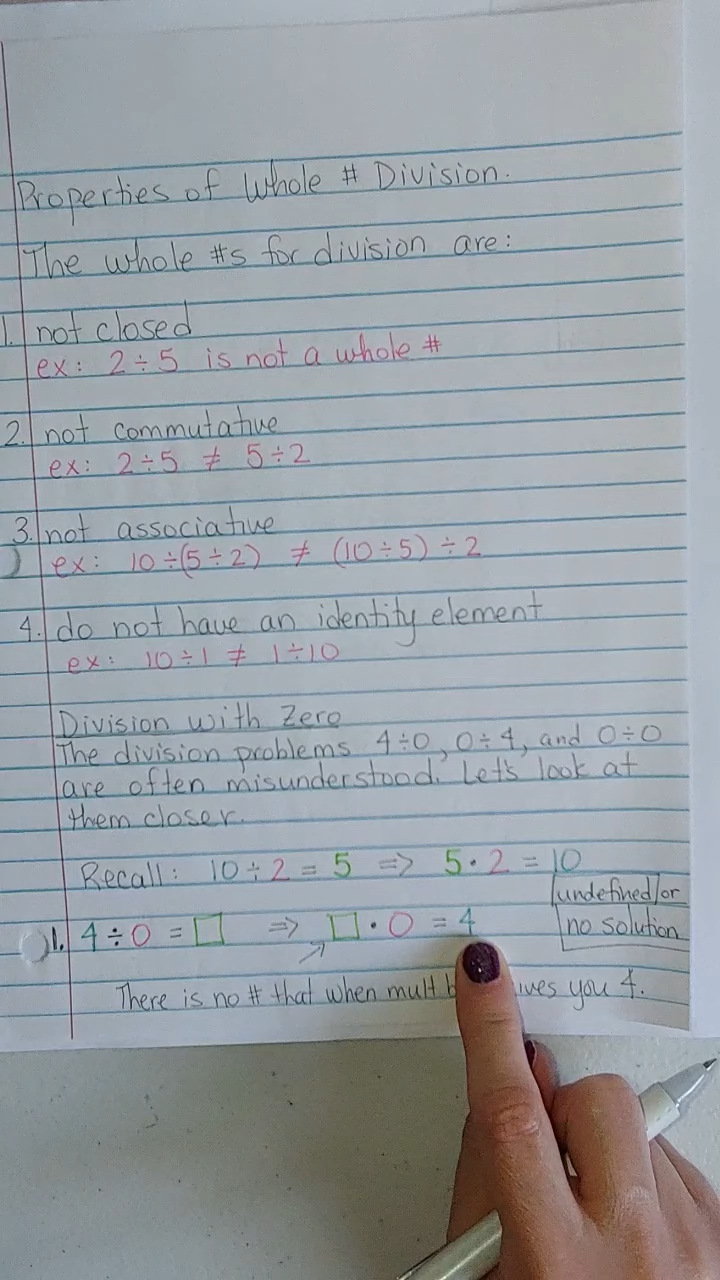 Properties of Whole # Division.
The whole #s for division are:
1. not closed
ex: 2÷5 is not a whole #
2. not commutative
ex: 2÷5 ≠ 5÷2
3. not associative
ex: 10÷(5÷2) ≠ (10÷5)÷2
4. do not have an identity element
ex: 10÷1 ≠ 1÷10
Division with Zero
The division problems 4÷0, 0÷4, and 0÷0
are often misunderstood. Let's look at
them closer.
Recall: 10÷2 = 5 => 5·2 = 10
undefined or
1. 4÷0 = □ => □·0 = 4 no solution
There is no # that when mult you 4.